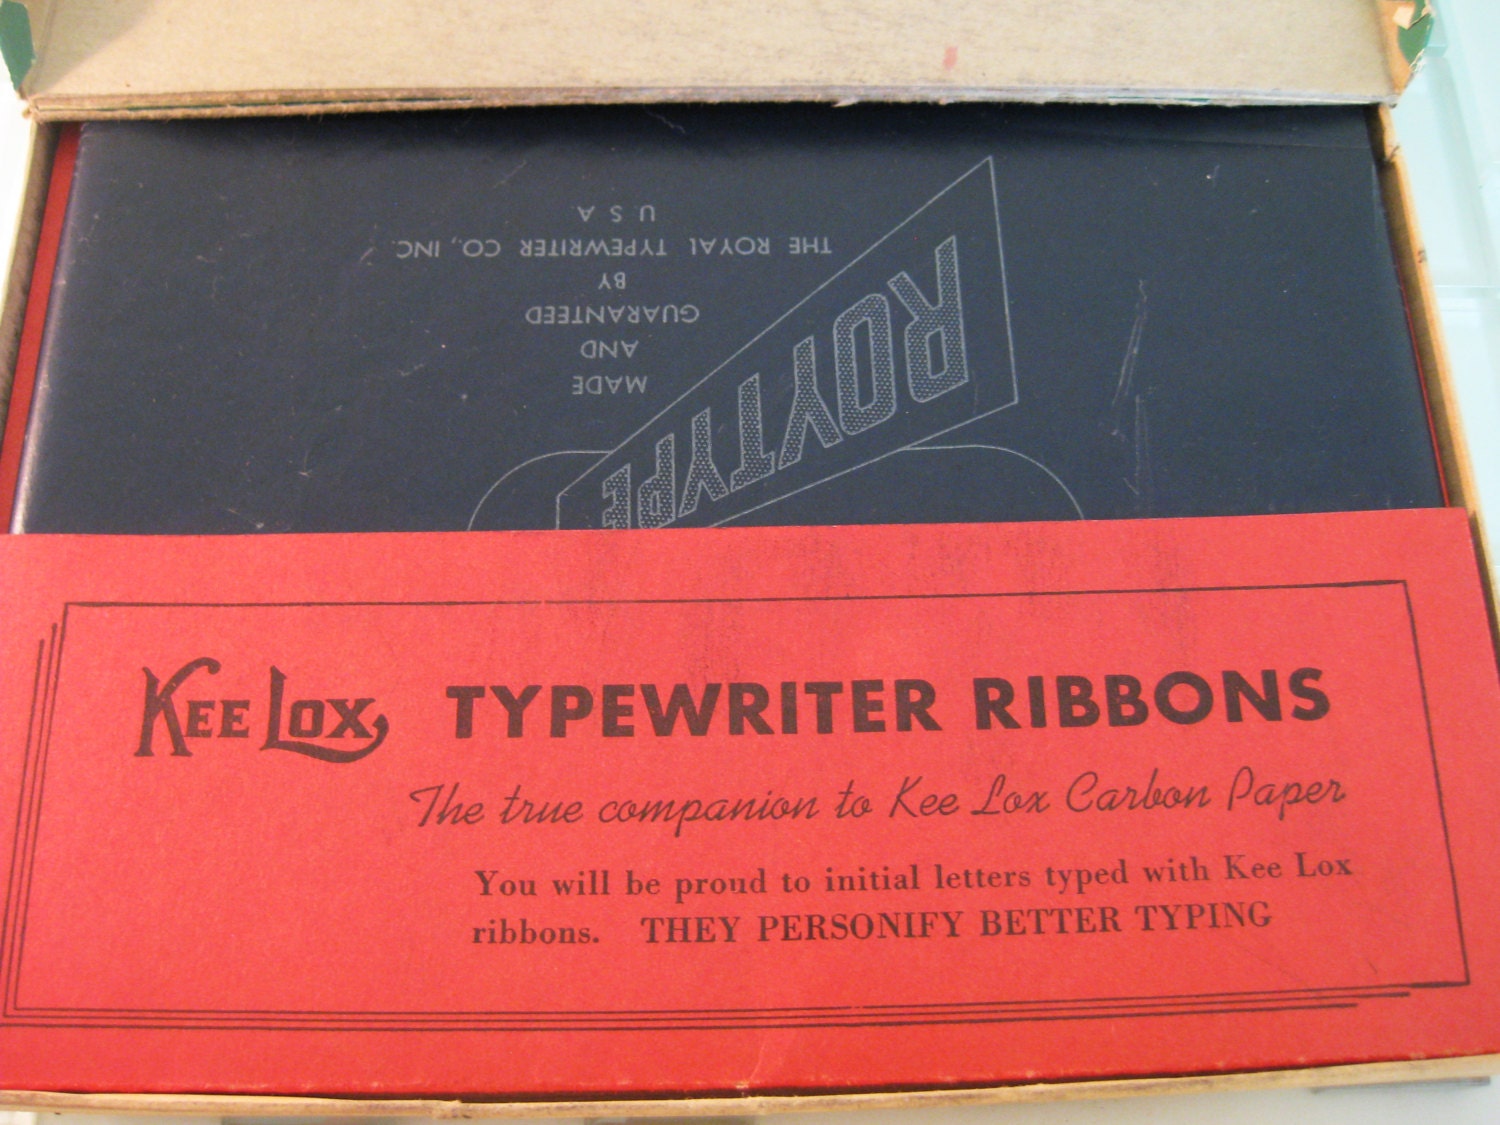 MADE
AND
GUARANTEED
BY
THE ROYAL TYPEWRITER CO., INC.
U S A
ROYTYPE
KEE LOX TYPEWRITER RIBBONS
The true companion to Kee Lox Carbon Paper
You will be proud to initial letters typed with Kee Lox
ribbons. THEY PERSONIFY BETTER TYPING